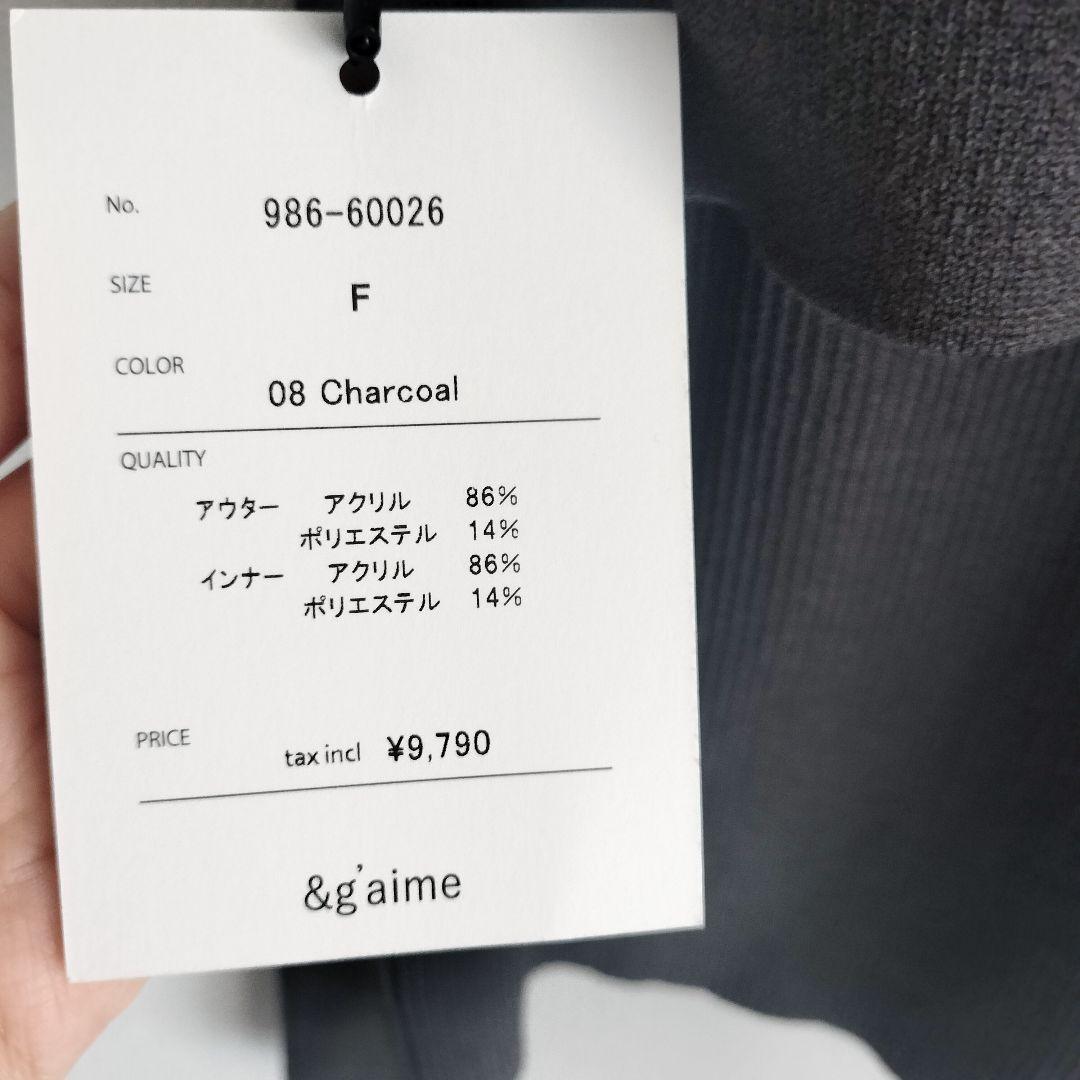 No. 986-60026
SIZE F
COLOR 08 Charcoal
QUALITY
アウター アクリル 86%
ポリエステル 14%
インナー アクリル 86%
ポリエステル 14%
PRICE tax incl ¥9,790
&g'aime